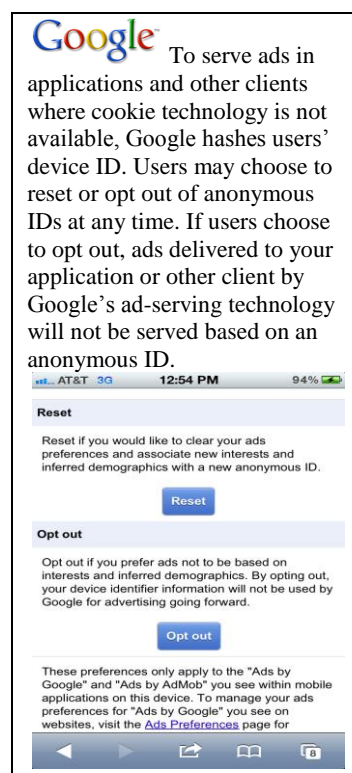 Google To serve ads in
applications and other clients
where cookie technology is not
available, Google hashes users’
device ID. Users may choose to
reset or opt out of anonymous
IDs at any time. If users choose
to opt out, ads delivered to your
application or other client by
Google’s ad-serving technology
will not be served based on an
anonymous ID.
AT&T 3G 12:54 PM 94%
Reset
Reset if you would like to clear your ads
preferences and associate new interests and
inferred demographics with a new anonymous ID.
Reset
Opt out
Opt out if you prefer ads not to be based on
interests and inferred demographics. By opting out,
your device identifier information will not be used by
Google for advertising going forward.
Opt out
These preferences only apply to the "Ads by
Google" and "Ads by AdMob" you see within mobile
applications on this device. To manage your ads
preferences for "Ads by Google" you see on
websites, visit the Ads Preferences page for
8